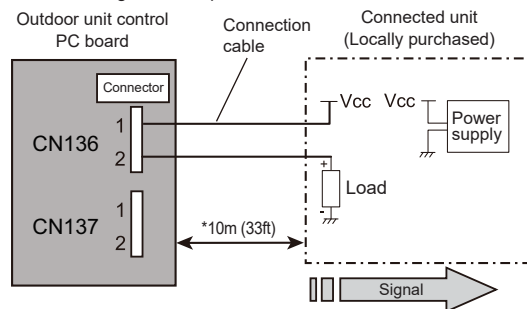 Outdoor unit control
PC board
Connection
cable
Connected unit
(Locally purchased)
Connector
CN136
1
2
CN137
1
2
*10m (33ft)
Vcc
Vcc
Power
supply
+
Load
-
Signal